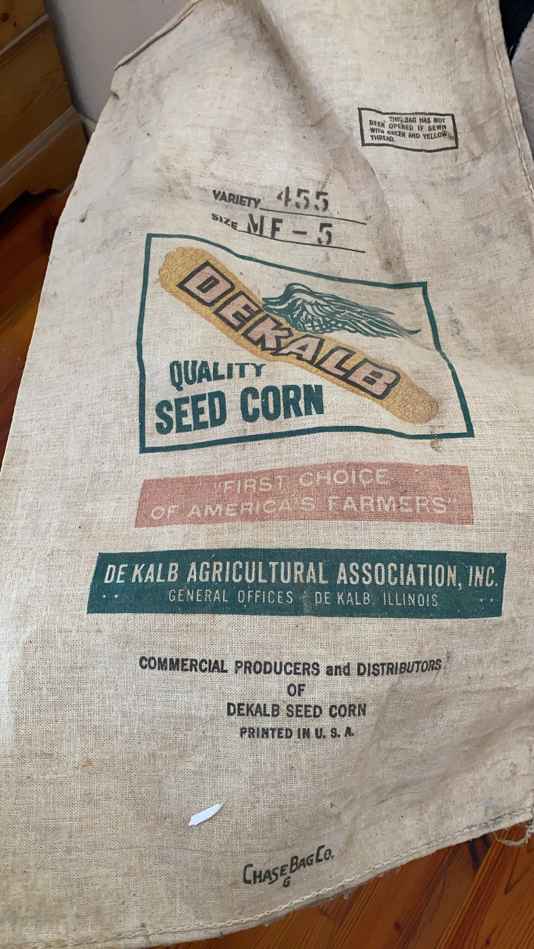 THIS BAG HAS NOT
BEEN OPENED IF SEWN
WITH GREEN AND YELLOW
THREAD.
VARIETY 455
SIZE MF-5
DEKALB
QUALITY
SEED CORN
"FIRST CHOICE
OF AMERICA'S FARMERS"
DE KALB AGRICULTURAL ASSOCIATION, INC.
GENERAL OFFICES - DE KALB, ILLINOIS
COMMERCIAL PRODUCERS and DISTRIBUTORS
OF
DEKALB SEED CORN
PRINTED IN U. S. A.
CHASE BAG CO.
G